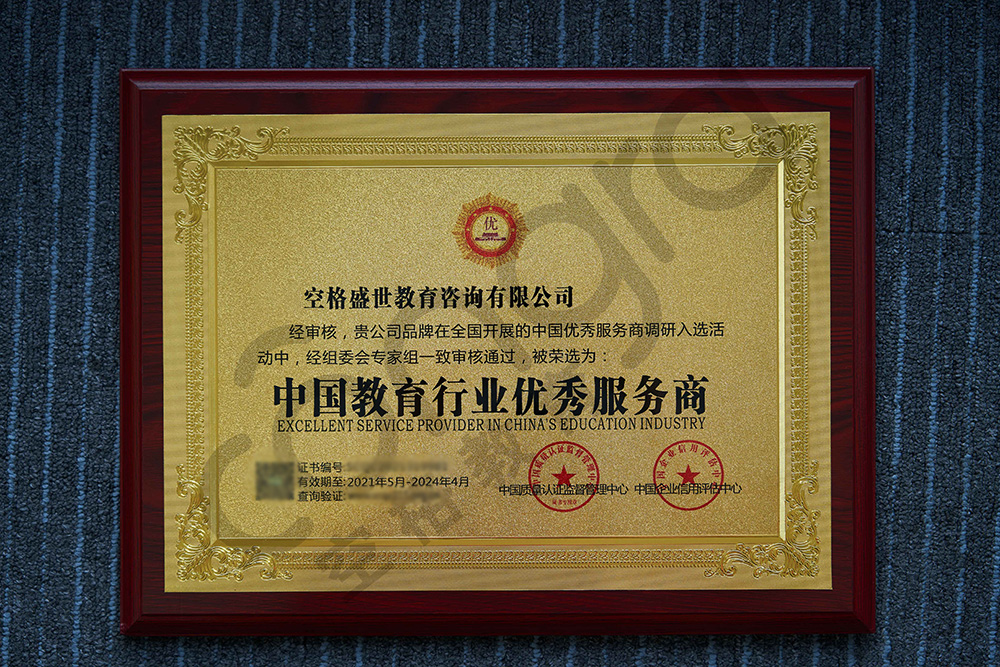 优
空格盛世教育咨询有限公司
经审核，贵公司品牌在全国开展的中国优秀服务商调研入选活
动中，经组委会专家组一致审核通过，被荣选为：
中国教育行业优秀服务商
EXCELLENT SERVICE PROVIDER IN CHINA'S EDUCATION INDUSTRY
证书编号
有效期至:2021年5月-2024年4月
查询验证:
中国质量认证监督管理中心
中国企业信用评估中心
空格教